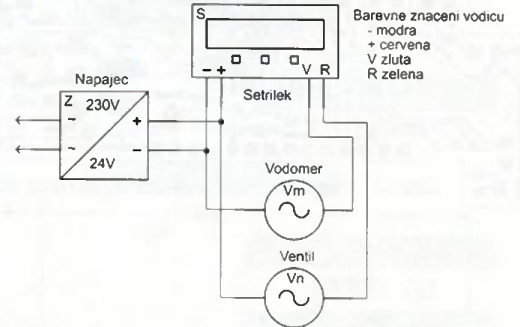 S
Barevne znaceni vodicu
- modra
+ cervena
V zluta
R zelena
- + V R
Setrilek
Napajec
Z 230V
~ +
~ -
24V
Vodomer
Vm
Ventil
Vn